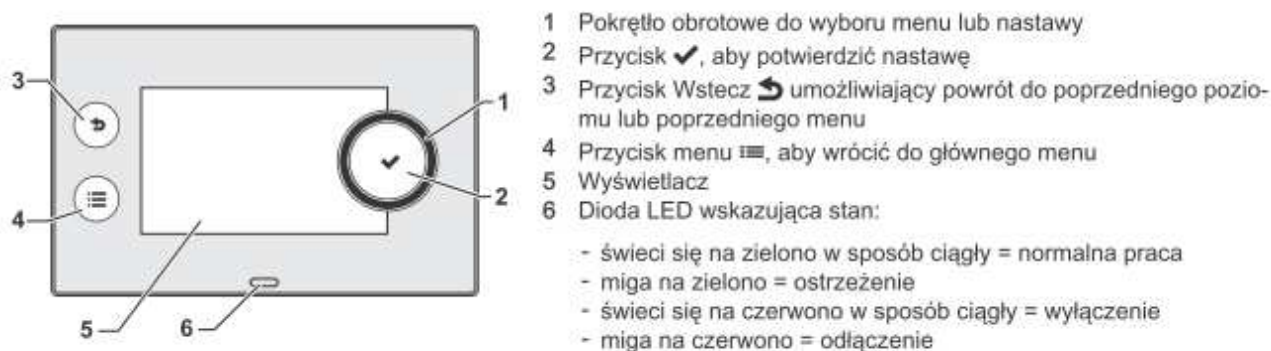 1 Pokrętło obrotowe do wyboru menu lub nastawy
2 Przycisk ✔, aby potwierdzić nastawę
3 Przycisk Wstecz ⮌ umożliwiający powrót do poprzedniego pozio-
mu lub poprzedniego menu
4 Przycisk menu ≔, aby wrócić do głównego menu
5 Wyświetlacz
6 Dioda LED wskazująca stan:
- świeci się na zielono w sposób ciągły = normalna praca
- miga na zielono = ostrzeżenie
- świeci się na czerwono w sposób ciągły = wyłączenie
- miga na czerwono = odłączenie
3
1
4
2
5
6